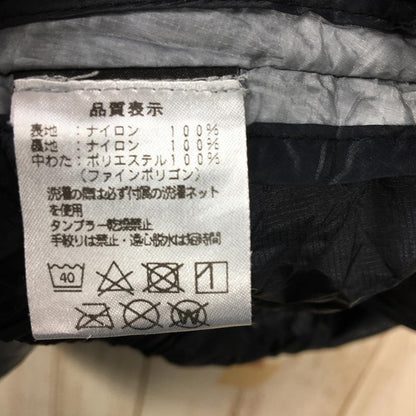 品質表示
表地：ナイロン 100%
裏地：ナイロン 100%
中わた：ポリエステル 100%
(ファインポリゴン)
洗濯の際は必ず付属の洗濯ネット
を使用
タンブラー乾燥禁止
手絞りは禁止・遠心脱水は短時間
40
1
W